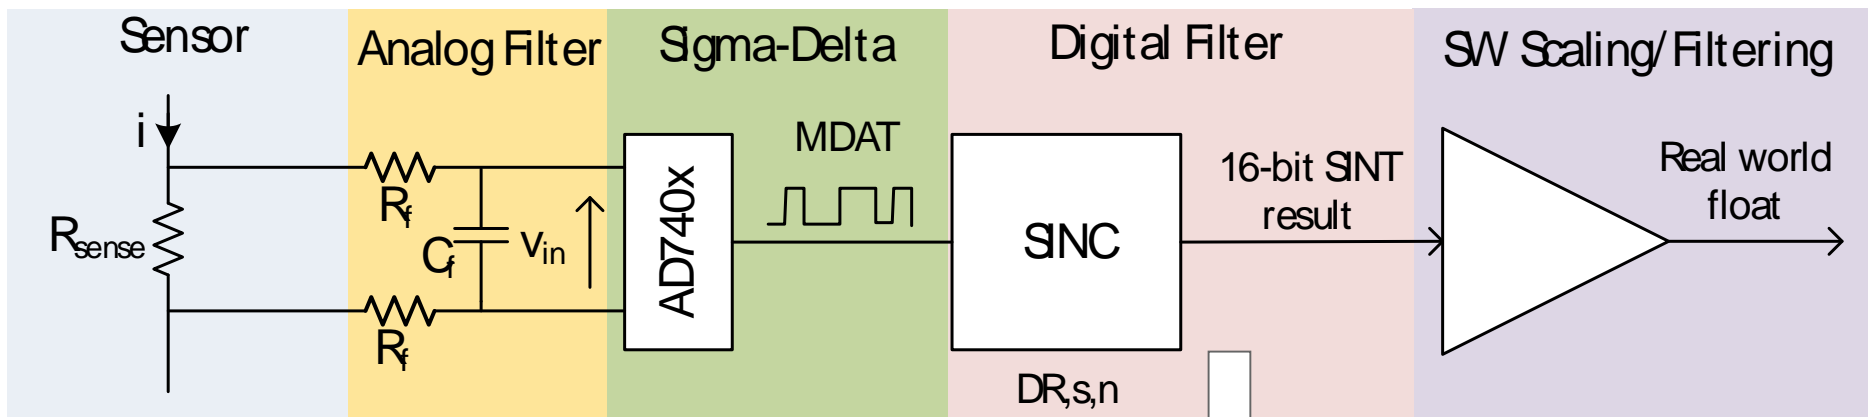 Sensor
Analog Filter
Sigma-Delta
Digital Filter
SW Scaling/Filtering
i
Rsense
Rf
Rf
Cf
vin
AD740x
MDAT
SINC
DR,s,n
16-bit SINT
result
Real world
float